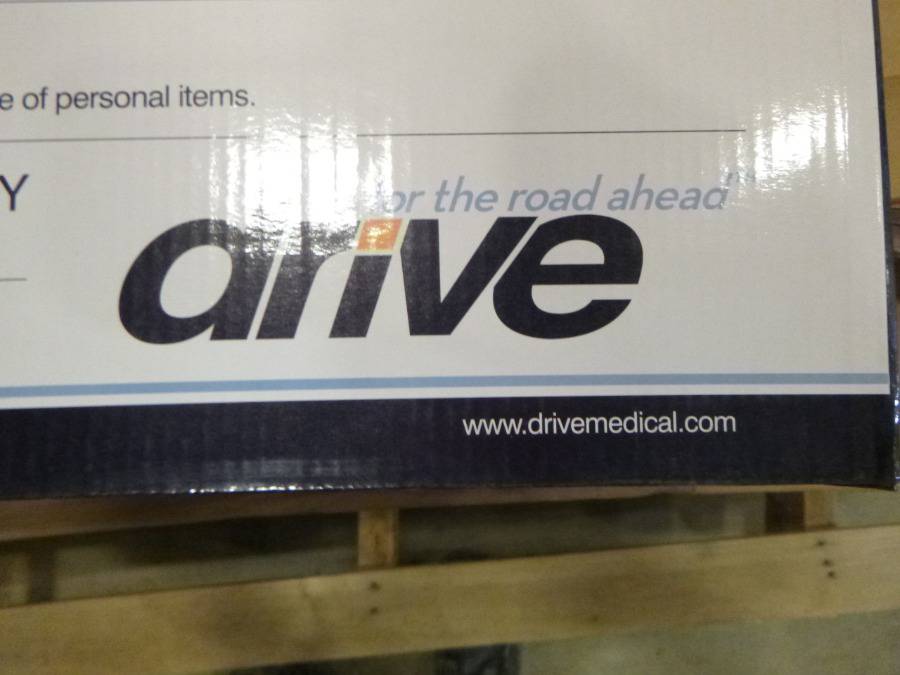 e of personal items.
Y
for the road ahead
drive
www.drivemedical.com